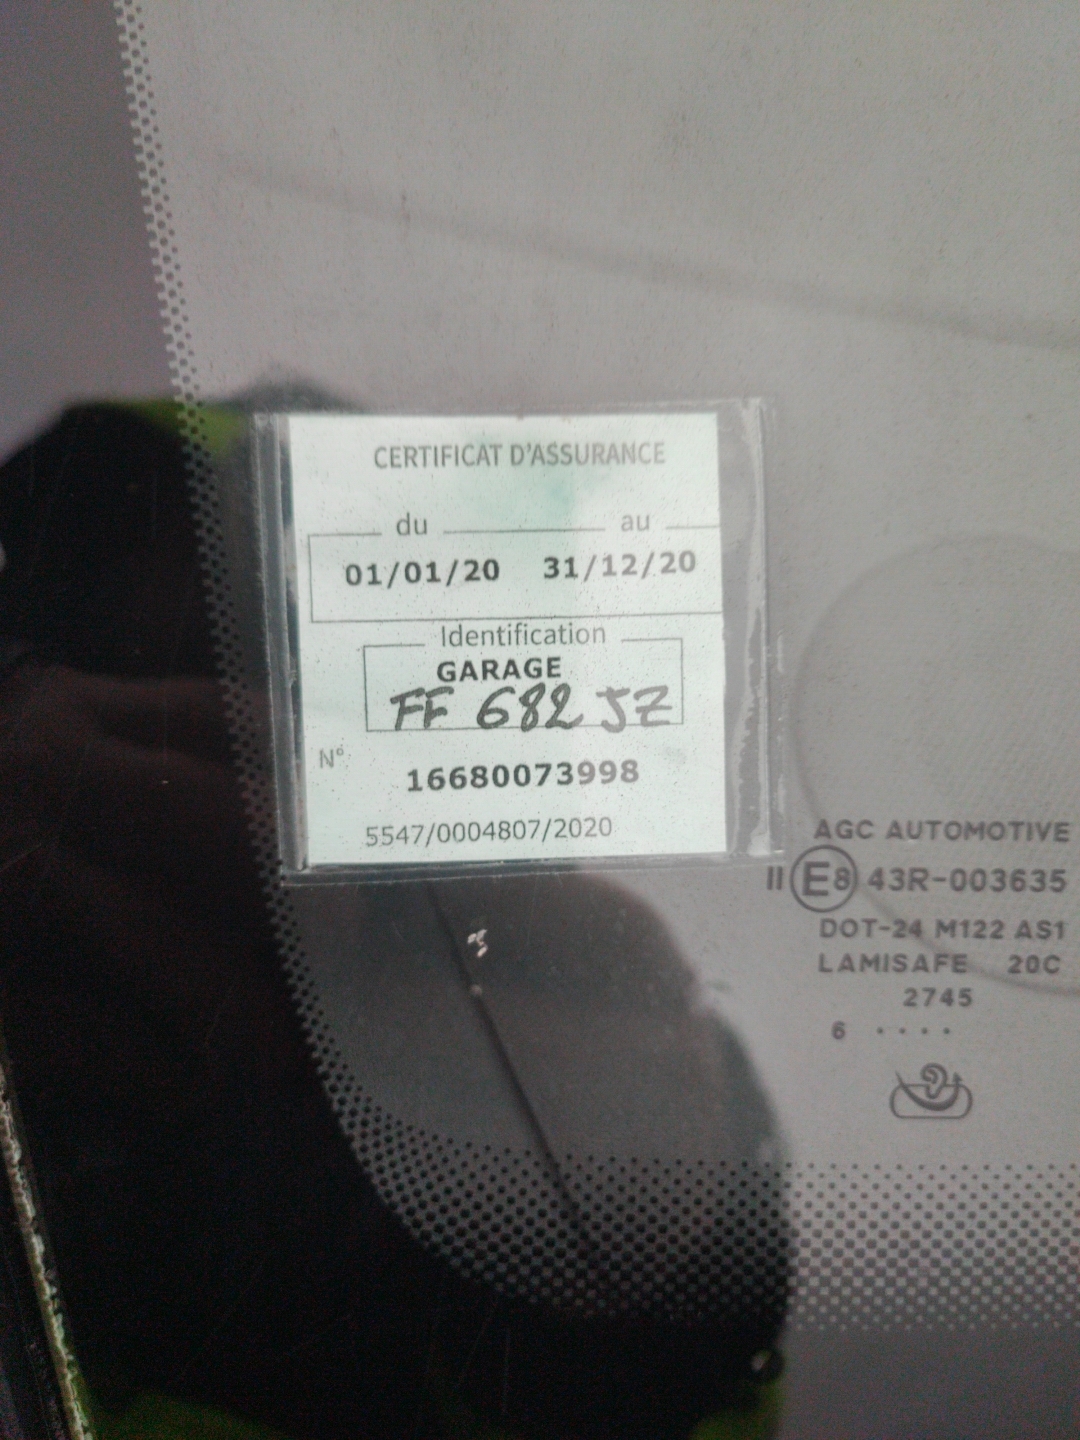 CERTIFICAT D'ASSURANCE
du au
01/01/20 31/12/20
Identification
GARAGE
FF 682 JZ
N°
16680073998
5547/0004807/2020
AGC AUTOMOTIVE
II E8 43R-003635
DOT-24 M122 AS1
LAMISAFE 20C
2745
6 ....